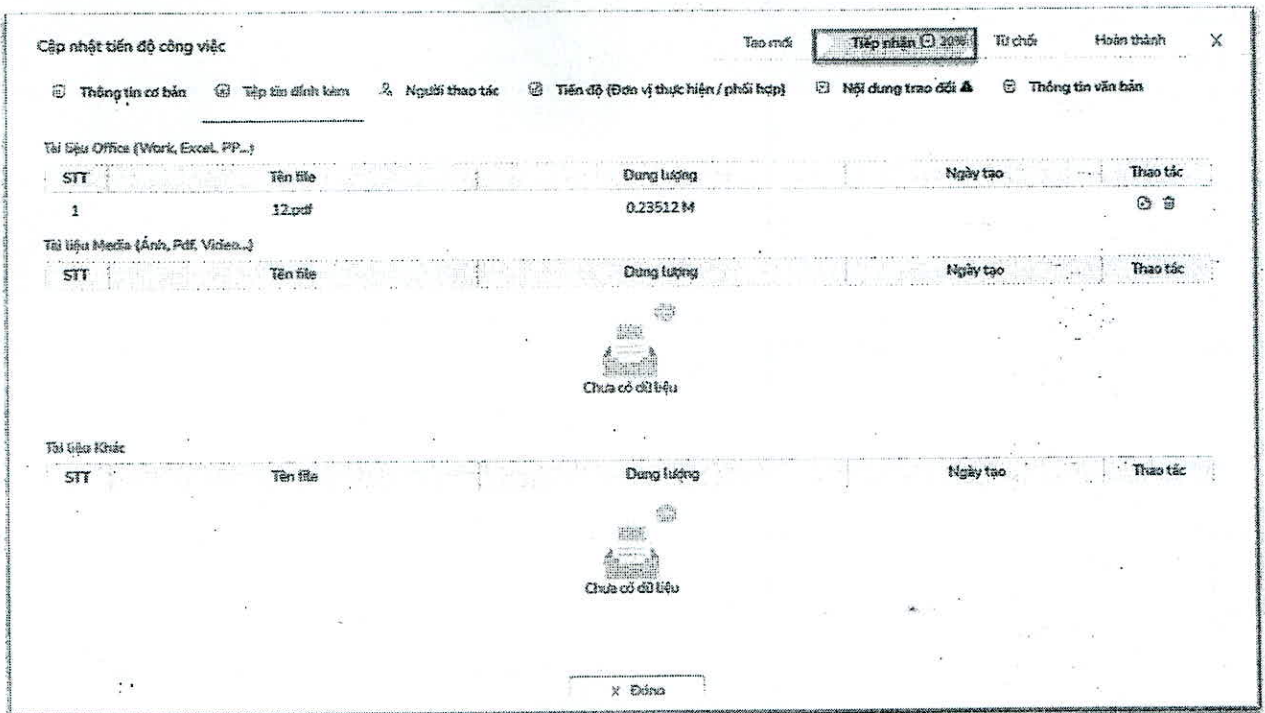 Cập nhật tiến độ công việc Tạo mới Tiếp nhận 20% Từ chối Hoàn thành X
Thông tin cơ bản Tệp tin đính kèm Người thao tác Tiến độ (Đơn vị thực hiện / phối hợp) Nội dung trao đổi Thông tin văn bản
Tài liệu Office (Work, Excel, PP...)
STT Tên file Dung lượng Ngày tạo Thao tác
1 12.pdf 0.23512 M
Tài liệu Media (Ảnh, Pdf, Video...)
STT Tên file Dung lượng Ngày tạo Thao tác
Chưa có dữ liệu
Tài liệu Khác
STT Tên file Dung lượng Ngày tạo Thao tác
Chưa có dữ liệu
X Đóng